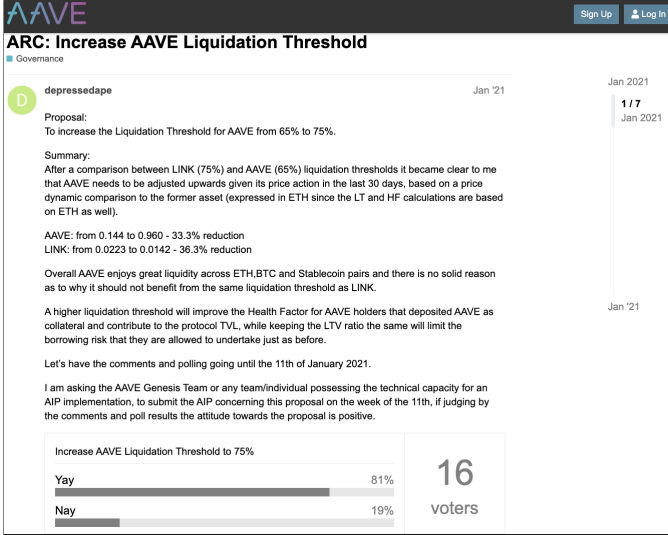 AAVE
Sign Up
Log In
ARC: Increase AAVE Liquidation Threshold
Governance
D
depressedape
Jan '21
Proposal:
To increase the Liquidation Threshold for AAVE from 65% to 75%.
Summary:
After a comparison between LINK (75%) and AAVE (65%) liquidation thresholds it became clear to me
that AAVE needs to be adjusted upwards given its price action in the last 30 days, based on a price
dynamic comparison to the former asset (expressed in ETH since the LT and HF calculations are based
on ETH as well).
AAVE: from 0.144 to 0.960 - 33.3% reduction
LINK: from 0.0223 to 0.0142 - 36.3% reduction
Overall AAVE enjoys great liquidity across ETH,BTC and Stablecoin pairs and there is no solid reason
as to why it should not benefit from the same liquidation threshold as LINK.
A higher liquidation threshold will improve the Health Factor for AAVE holders that deposited AAVE as
collateral and contribute to the protocol TVL, while keeping the LTV ratio the same will limit the
borrowing risk that they are allowed to undertake just as before.
Let's have the comments and polling going until the 11th of January 2021.
I am asking the AAVE Genesis Team or any team/individual possessing the technical capacity for an
AIP implementation, to submit the AIP concerning this proposal on the week of the 11th, if judging by
the comments and poll results the attitude towards the proposal is positive.
Increase AAVE Liquidation Threshold to 75%
Yay
81%
Nay
19%
16
voters
Jan 2021
1 / 7
Jan 2021
Jan '21